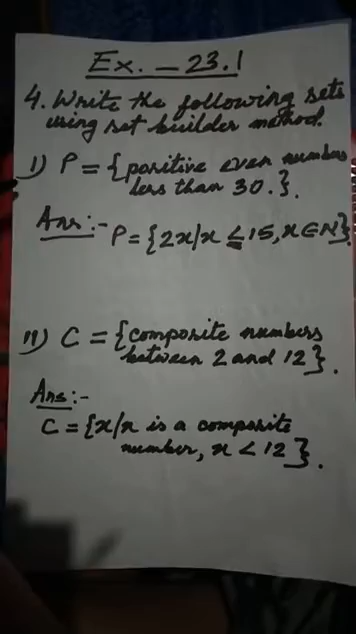 Ex. - 23.1
4. Write the following sets
using set builder method.
i) P = {positive even numbers
less than 30.}.
Ans:-
P = {2x/x ≤ 15, x ∈ N}
ii) C = {composite numbers
between 2 and 12}.
Ans:-
C = {x/x is a composite
number, x < 12}.